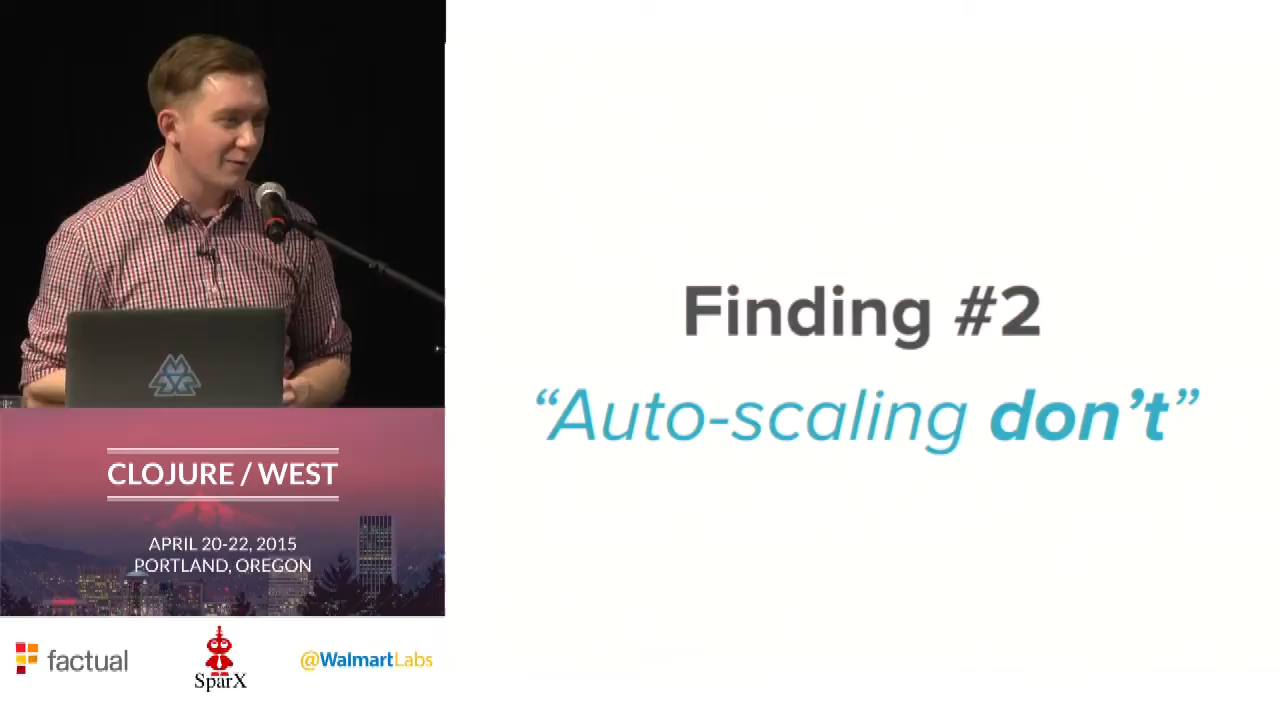 Finding #2
“Auto-scaling don’t”
CLOJURE / WEST
APRIL 20-22, 2015
PORTLAND, OREGON
factual
SparX
@WalmartLabs